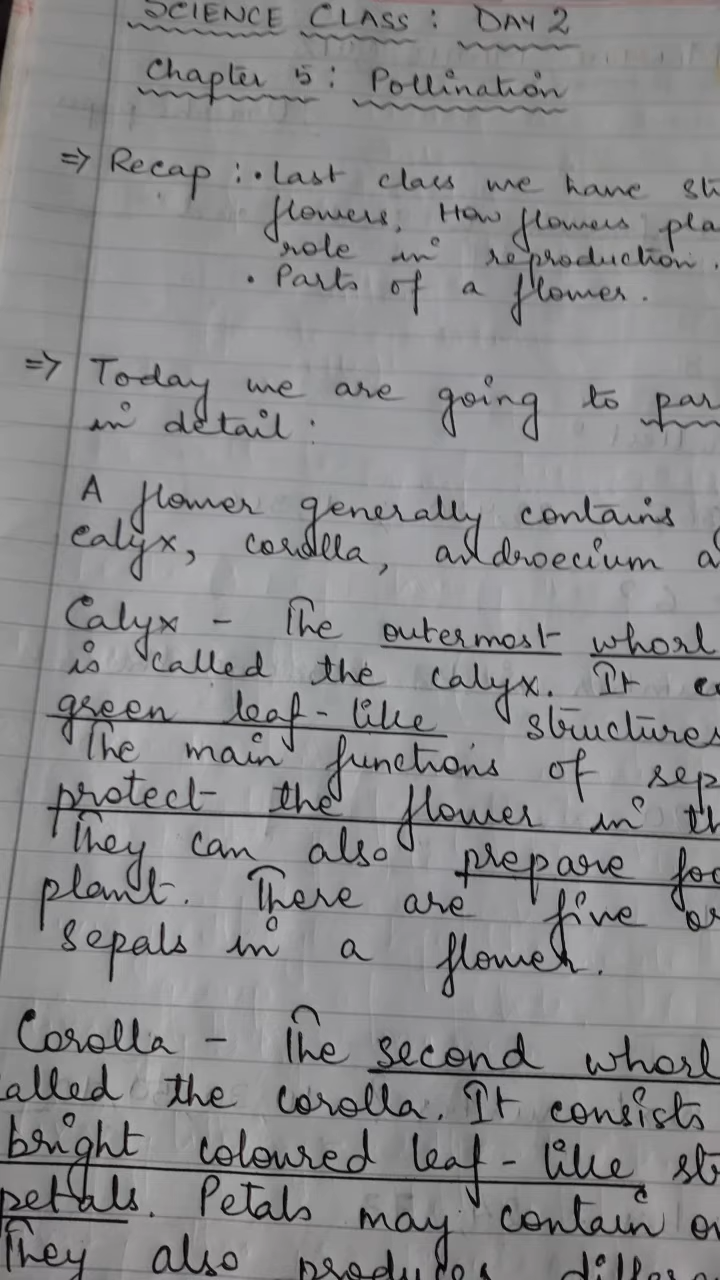 SCIENCE CLASS: DAY 2
Chapter 5: Pollination
⇒ Recap: • last class we have
flowers, How flowers
role in reproduction.
• Parts of a flower.
⇒ Today we are going to
in detail:
A flower generally contains
Calyx, corolla, androecium
Calyx - The outermost whorl
is called the calyx. It
green leaf-like structures
The main functions of
protect the flower in
They can also prepare
plant. There are five or
sepals in a flower.
Corolla - The second whorl
the corolla. It consists
bright coloured leaf-like
petals. Petals may contain
They also